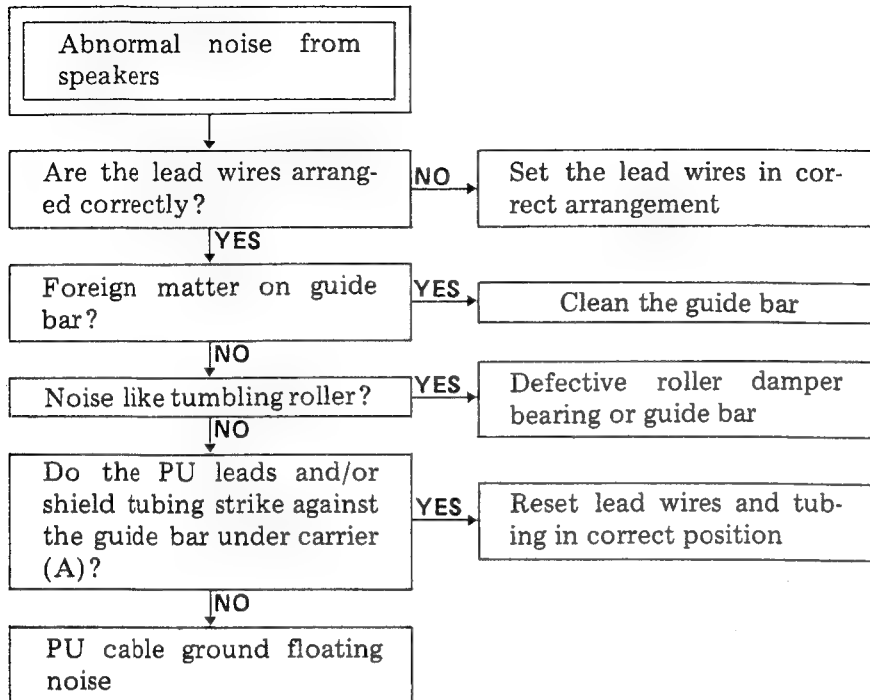 Abnormal noise from
speakers
Are the lead wires arrang-
ed correctly?
NO
Set the lead wires in cor-
rect arrangement
YES
Foreign matter on guide
bar?
YES
Clean the guide bar
NO
Noise like tumbling roller?
YES
Defective roller damper
bearing or guide bar
NO
Do the PU leads and/or
shield tubing strike against
the guide bar under carrier
(A)?
YES
Reset lead wires and tub-
ing in correct position
NO
PU cable ground floating
noise